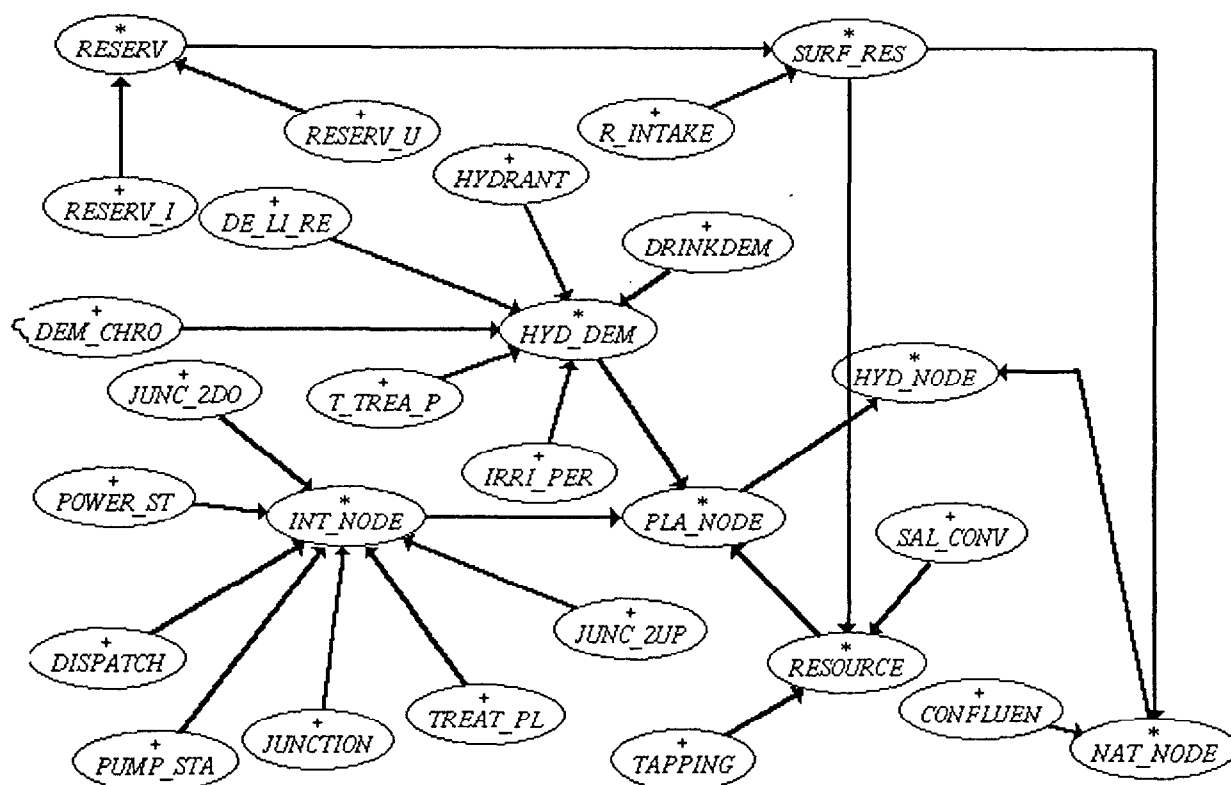 *
RESERV
*
SURF_RES
+
RESERV_U
+
R_INTAKE
+
HYDRANT
+
RESERV_I
+
DE_LI_RE
+
DRINKDEM
+
DEM_CHRO
*
HYD_DEM
*
HYD_NODE
+
JUNC_2DO
+
T_TREA_P
+
IRRI_PER
+
POWER_ST
*
INT_NODE
*
PLA_NODE
+
SAL_CONV
+
DISPATCH
+
JUNC_2UP
*
RESOURCE
+
TREAT_PL
+
CONFLUEN
+
JUNCTION
+
PUMP_STA
+
TAPPING
*
NAT_NODE